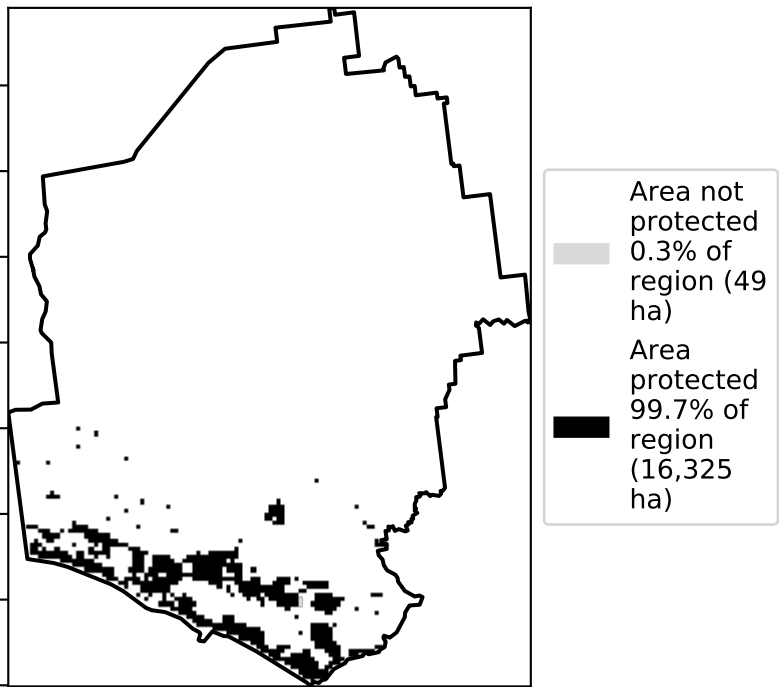 Area not
protected
0.3% of
region (49
ha)
Area
protected
99.7% of
region
(16,325
ha)